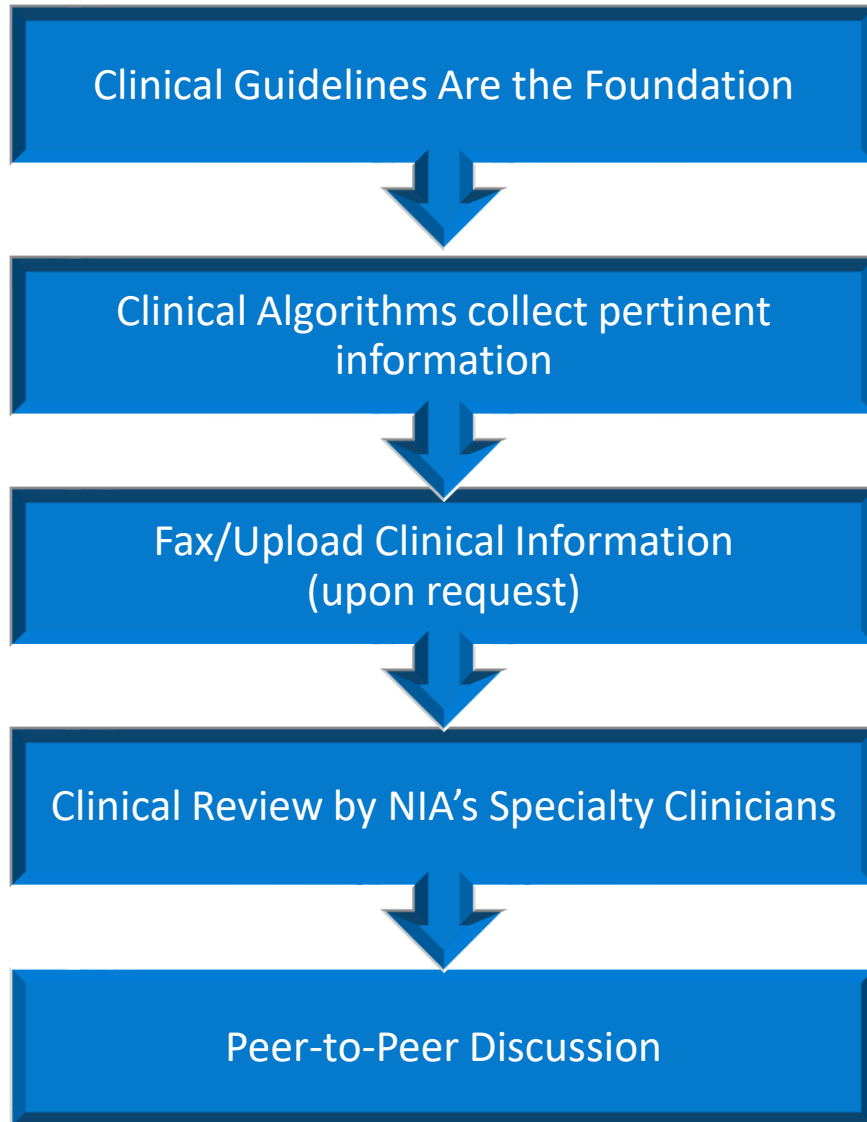 Clinical Guidelines Are the Foundation
Clinical Algorithms collect pertinent
information
Fax/Upload Clinical Information
(upon request)
Clinical Review by NIA’s Specialty Clinicians
Peer-to-Peer Discussion